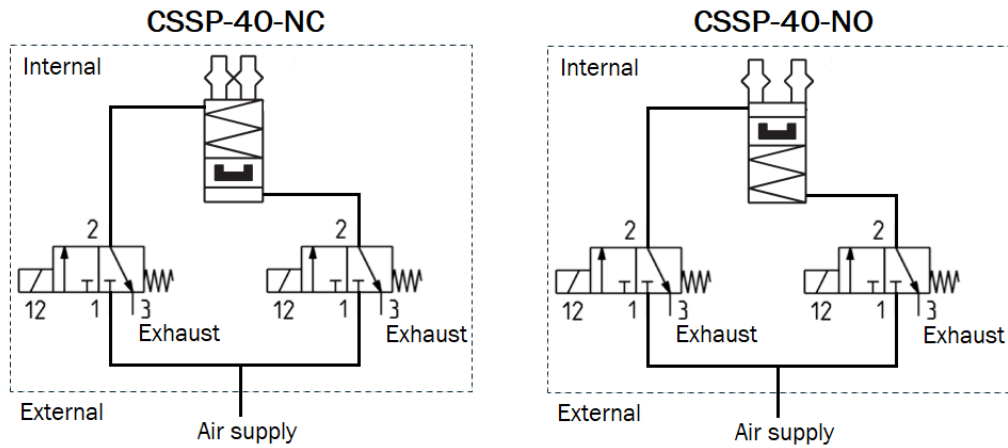 CSSP-40-NC
Internal
2
2
12
1
3
12
1
3
Exhaust
Exhaust
External
Air supply
CSSP-40-NO
Internal
2
2
12
1
3
12
1
3
Exhaust
Exhaust
External
Air supply